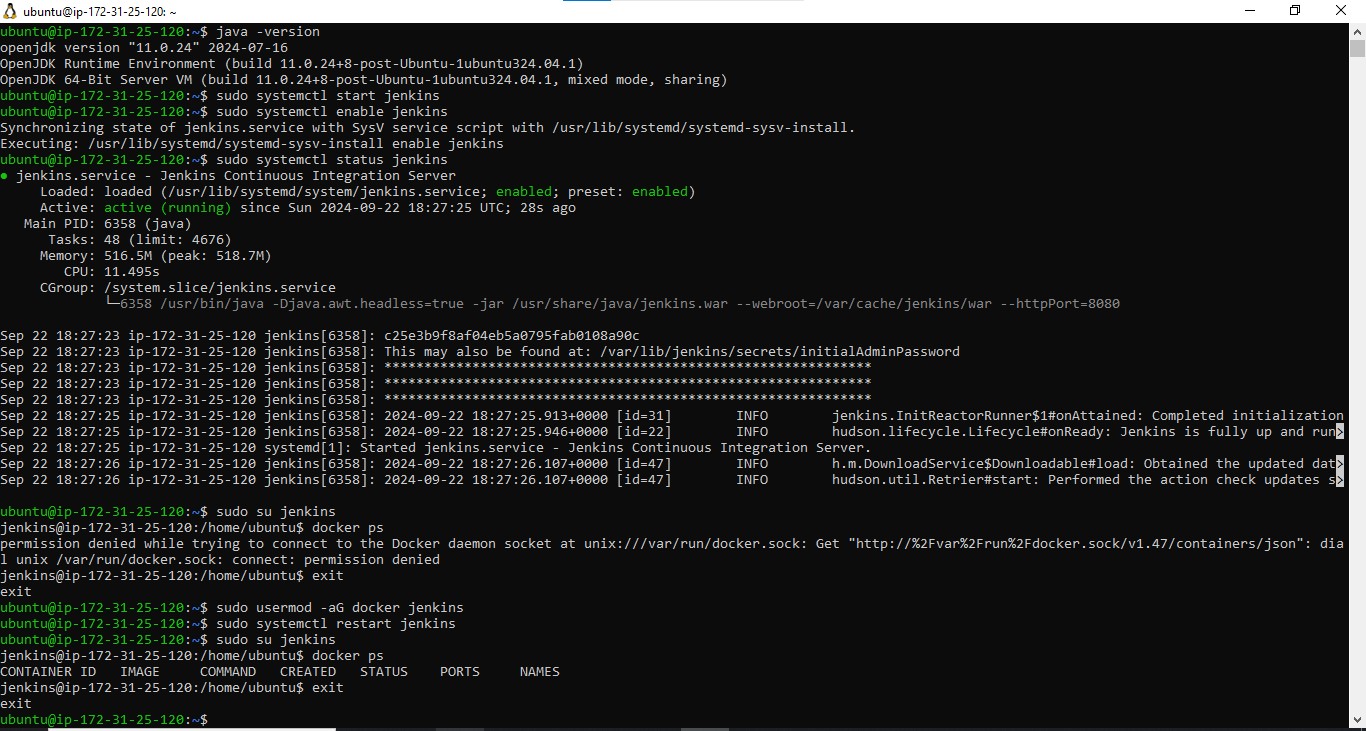 ubuntu@ip-172-31-25-120: ~
ubuntu@ip-172-31-25-120:~$ java -version
openjdk version "11.0.24" 2024-07-16
OpenJDK Runtime Environment (build 11.0.24+8-post-Ubuntu-1ubuntu324.04.1)
OpenJDK 64-Bit Server VM (build 11.0.24+8-post-Ubuntu-1ubuntu324.04.1, mixed mode, sharing)
ubuntu@ip-172-31-25-120:~$ sudo systemctl start jenkins
ubuntu@ip-172-31-25-120:~$ sudo systemctl enable jenkins
Synchronizing state of jenkins.service with SysV service script with /usr/lib/systemd/systemd-sysv-install.
Executing: /usr/lib/systemd/systemd-sysv-install enable jenkins
ubuntu@ip-172-31-25-120:~$ sudo systemctl status jenkins
● jenkins.service - Jenkins Continuous Integration Server
     Loaded: loaded (/usr/lib/systemd/system/jenkins.service; enabled; preset: enabled)
     Active: active (running) since Sun 2024-09-22 18:27:25 UTC; 28s ago
   Main PID: 6358 (java)
      Tasks: 48 (limit: 4676)
     Memory: 516.5M (peak: 518.7M)
        CPU: 11.495s
     CGroup: /system.slice/jenkins.service
             └─6358 /usr/bin/java -Djava.awt.headless=true -jar /usr/share/java/jenkins.war --webroot=/var/cache/jenkins/war --httpPort=8080
Sep 22 18:27:23 ip-172-31-25-120 jenkins[6358]: c25e3b9f8af04eb5a0795fab0108a90c
Sep 22 18:27:23 ip-172-31-25-120 jenkins[6358]: This may also be found at: /var/lib/jenkins/secrets/initialAdminPassword
Sep 22 18:27:23 ip-172-31-25-120 jenkins[6358]: *************************************************************
Sep 22 18:27:23 ip-172-31-25-120 jenkins[6358]: *************************************************************
Sep 22 18:27:23 ip-172-31-25-120 jenkins[6358]: *************************************************************
Sep 22 18:27:25 ip-172-31-25-120 jenkins[6358]: 2024-09-22 18:27:25.913+0000 [id=31]        INFO        jenkins.InitReactorRunner$1#onAttained: Completed initialization
Sep 22 18:27:25 ip-172-31-25-120 jenkins[6358]: 2024-09-22 18:27:25.946+0000 [id=22]        INFO        hudson.lifecycle.Lifecycle#onReady: Jenkins is fully up and run>
Sep 22 18:27:25 ip-172-31-25-120 systemd[1]: Started jenkins.service - Jenkins Continuous Integration Server.
Sep 22 18:27:26 ip-172-31-25-120 jenkins[6358]: 2024-09-22 18:27:26.107+0000 [id=47]        INFO        h.m.DownloadService$Downloadable#load: Obtained the updated dat>
Sep 22 18:27:26 ip-172-31-25-120 jenkins[6358]: 2024-09-22 18:27:26.107+0000 [id=47]        INFO        hudson.util.Retrier#start: Performed the action check updates s>
ubuntu@ip-172-31-25-120:~$ sudo su jenkins
jenkins@ip-172-31-25-120:/home/ubuntu$ docker ps
permission denied while trying to connect to the Docker daemon socket at unix:///var/run/docker.sock: Get "http://%2Fvar%2Frun%2Fdocker.sock/v1.47/containers/json": dia
l unix /var/run/docker.sock: connect: permission denied
jenkins@ip-172-31-25-120:/home/ubuntu$ exit
exit
ubuntu@ip-172-31-25-120:~$ sudo usermod -aG docker jenkins
ubuntu@ip-172-31-25-120:~$ sudo systemctl restart jenkins
ubuntu@ip-172-31-25-120:~$ sudo su jenkins
jenkins@ip-172-31-25-120:/home/ubuntu$ docker ps
CONTAINER ID   IMAGE     COMMAND   CREATED   STATUS    PORTS     NAMES
jenkins@ip-172-31-25-120:/home/ubuntu$ exit
exit
ubuntu@ip-172-31-25-120:~$